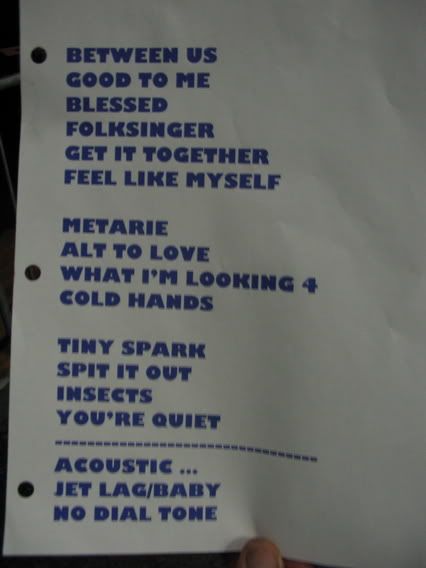 BETWEEN US
GOOD TO ME
BLESSED
FOLKSINGER
GET IT TOGETHER
FEEL LIKE MYSELF
METARIE
ALT TO LOVE
WHAT I'M LOOKING 4
COLD HANDS
TINY SPARK
SPIT IT OUT
INSECTS
YOU'RE QUIET
--------------------------------
ACOUSTIC ...
JET LAG/BABY
NO DIAL TONE